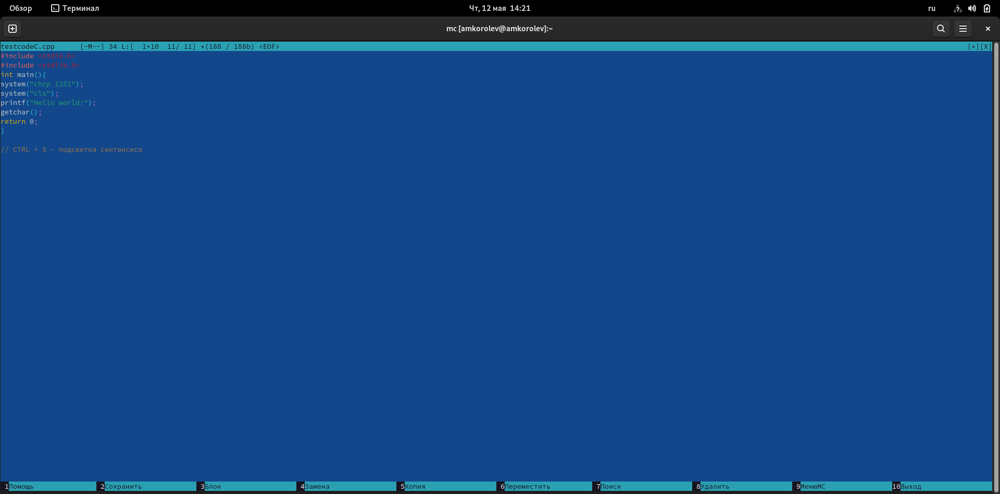 Обзор Терминал Чт, 12 мая 14:21 ru
mc [amkorolev@amkorolev]:~
testcodeC.cpp [-M--] 34 L:[ 1+10 11/ 11] *(188 / 188b) <EOF> [*][X]
#include <stdio.h>
#include <stdlib.h>
int main(){
system("chcp 1251");
system("cls");
printf("Hello world!");
getchar();
return 0;
}
// CTRL + S - подсветка синтаксиса
1Помощь 2Сохранить 3Блок 4Замена 5Копия 6Переместить 7Поиск 8Удалить 9МенюМС 10Выход